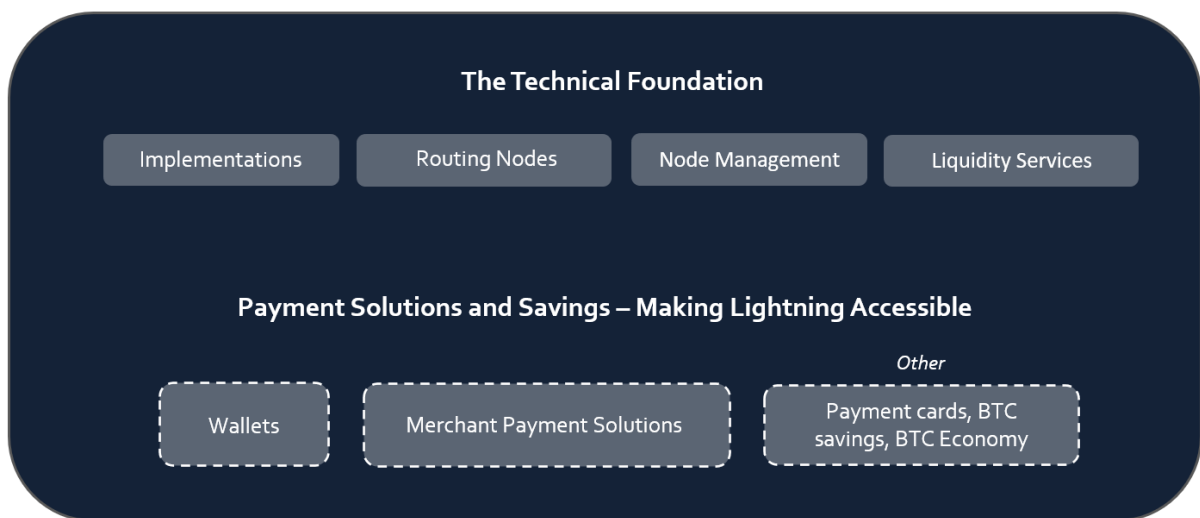 The Technical Foundation
Implementations
Routing Nodes
Node Management
Liquidity Services
Payment Solutions and Savings – Making Lightning Accessible
Other
Wallets
Merchant Payment Solutions
Payment cards, BTC
savings, BTC Economy